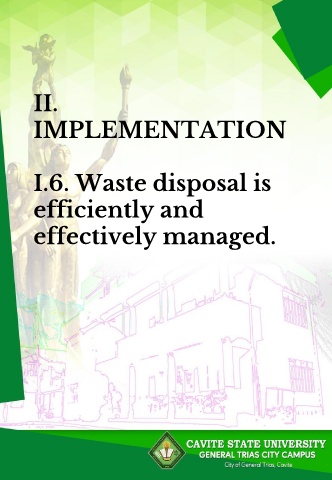 II.
IMPLEMENTATION
I.6. Waste disposal is
efficiently and
effectively managed.
CAVITE STATE UNIVERSITY
GENERAL TRIAS CITY CAMPUS
City of General Trias, Cavite